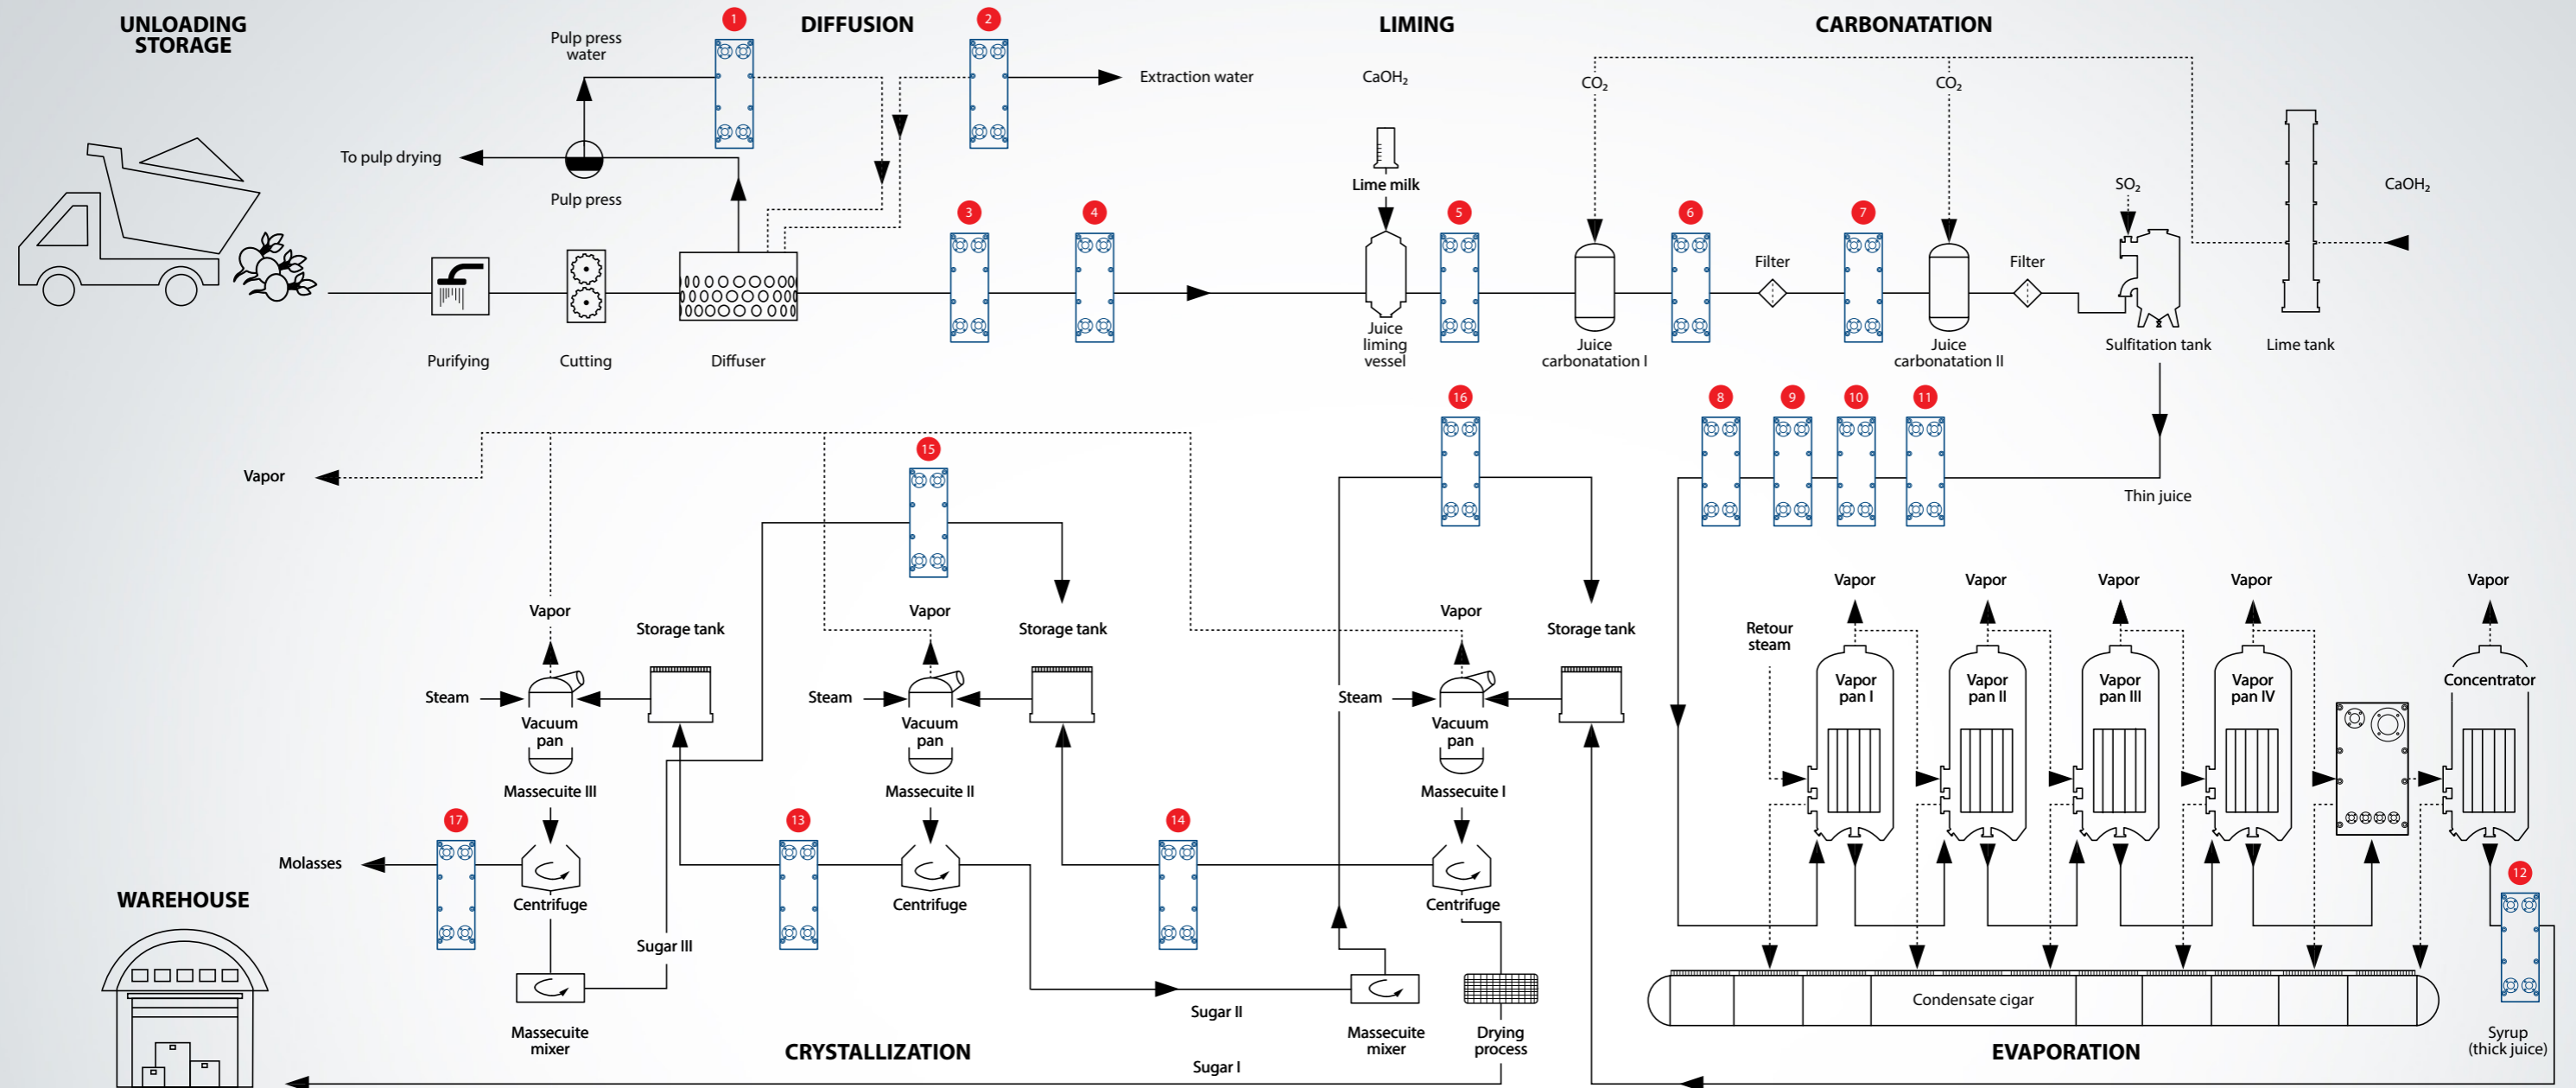 UNLOADING
STORAGE
DIFFUSION
LIMING
CARBONATATION
1
2
Pulp press
water
Extraction water
CaOH₂
CO₂
CO₂
To pulp drying
Pulp press
Lime milk
SO₂
CaOH₂
3
4
5
6
7
Filter
Filter
Purifying
Cutting
Diffuser
Juice
liming
vessel
Juice
carbonatation I
Juice
carbonatation II
Sulfitation tank
Lime tank
16
8
9
10
11
15
Vapor
Thin juice
Vapor
Storage tank
Vapor
Storage tank
Vapor
Storage tank
Retour
steam
Vapor
Vapor
Vapor
Vapor
Vapor
Steam
Vacuum
pan
Steam
Vacuum
pan
Steam
Vacuum
pan
Vapor
pan I
Vapor
pan II
Vapor
pan III
Vapor
pan IV
Concentrator
Massecuite III
Massecuite II
Massecuite I
17
13
14
12
Molasses
Centrifuge
Centrifuge
Centrifuge
WAREHOUSE
Sugar III
Sugar II
Condensate cigar
Massecuite
mixer
Massecuite
mixer
Drying
process
Syrup
(thick juice)
CRYSTALLIZATION
EVAPORATION
Sugar I